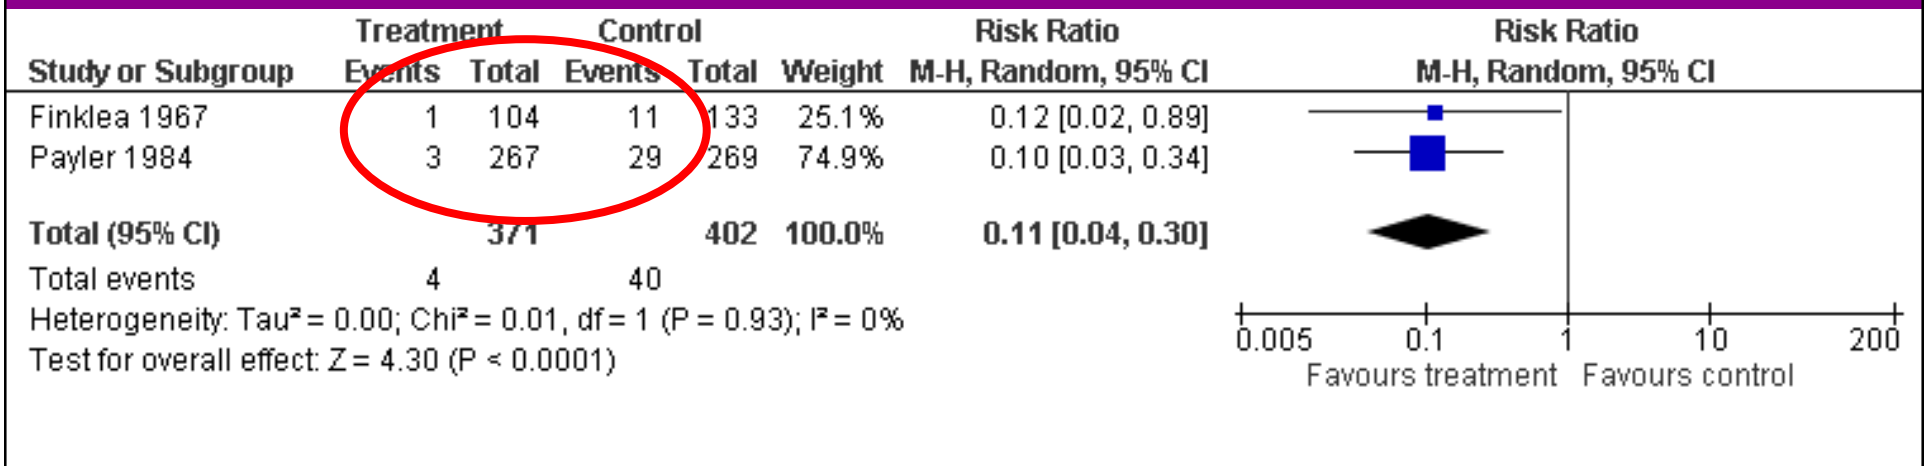 Treatment Control Risk Ratio Risk Ratio
Study or Subgroup Events Total Events Total Weight M-H, Random, 95% CI M-H, Random, 95% CI
Finklea 1967 1 104 11 133 25.1% 0.12 [0.02, 0.89]
Payler 1984 3 267 29 269 74.9% 0.10 [0.03, 0.34]
Total (95% CI) 371 402 100.0% 0.11 [0.04, 0.30]
Total events 4 40
Heterogeneity: Tau² = 0.00; Chi² = 0.01, df = 1 (P = 0.93); I² = 0%
Test for overall effect: Z = 4.30 (P < 0.0001)
0.005 0.1 1 10 200
Favours treatment Favours control